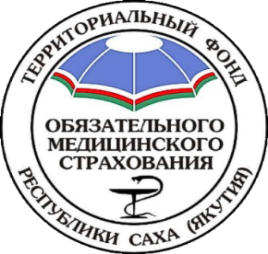 ТЕРРИТОРИАЛЬНЫЙ ФОНД
ОБЯЗАТЕЛЬНОГО
МЕДИЦИНСКОГО
СТРАХОВАНИЯ
РЕСПУБЛИКИ САХА (ЯКУТИЯ)